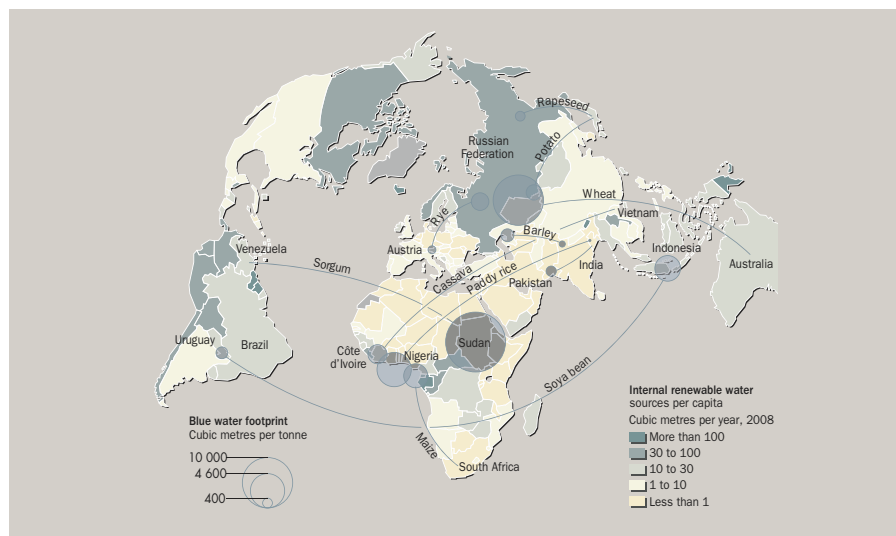 Rapeseed
Russian
Federation
Potato
Wheat
Vietnam
Rye
Barley
Austria
Indonesia
Venezuela
India
Australia
Sorgum
Cassava
Paddy rice
Pakistan
Uruguay
Brazil
Côte
d'Ivoire
Nigeria
Sudan
Soya bean
Maize
South Africa
Blue water footprint
Cubic metres per tonne
10 000
4 600
400
Internal renewable water
sources per capita
Cubic metres per year, 2008
More than 100
30 to 100
10 to 30
1 to 10
Less than 1